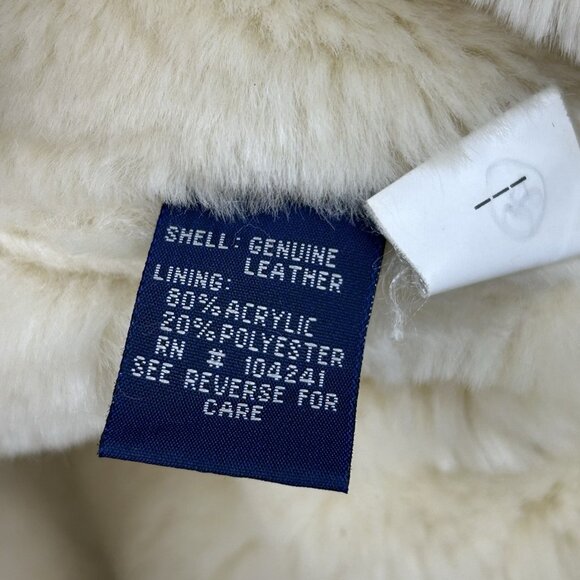 SHELL: GENUINE
LEATHER
LINING:
80% ACRYLIC
20% POLYESTER
RN # 104241
SEE REVERSE FOR
CARE